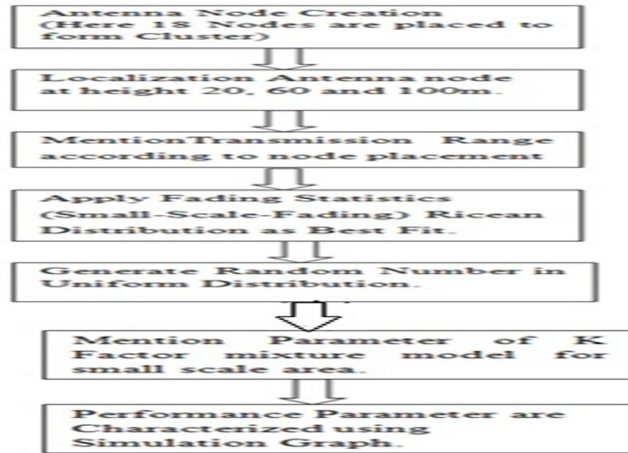 Antenna Node Creation
(Here 18 Nodes are placed to
form Cluster)
Localization Antenna node
at height 20, 60 and 100m.
MentionTransmission Range
according to node placement
Apply Fading Statistics
(Small-Scale-Fading) Ricean
Distribution as Best Fit.
Generate Random Number in
Uniform Distribution.
Mention Parameter of K
Factor mixture model for
small scale area.
Performance Parameter are
Characterized using
Simulation Graph.